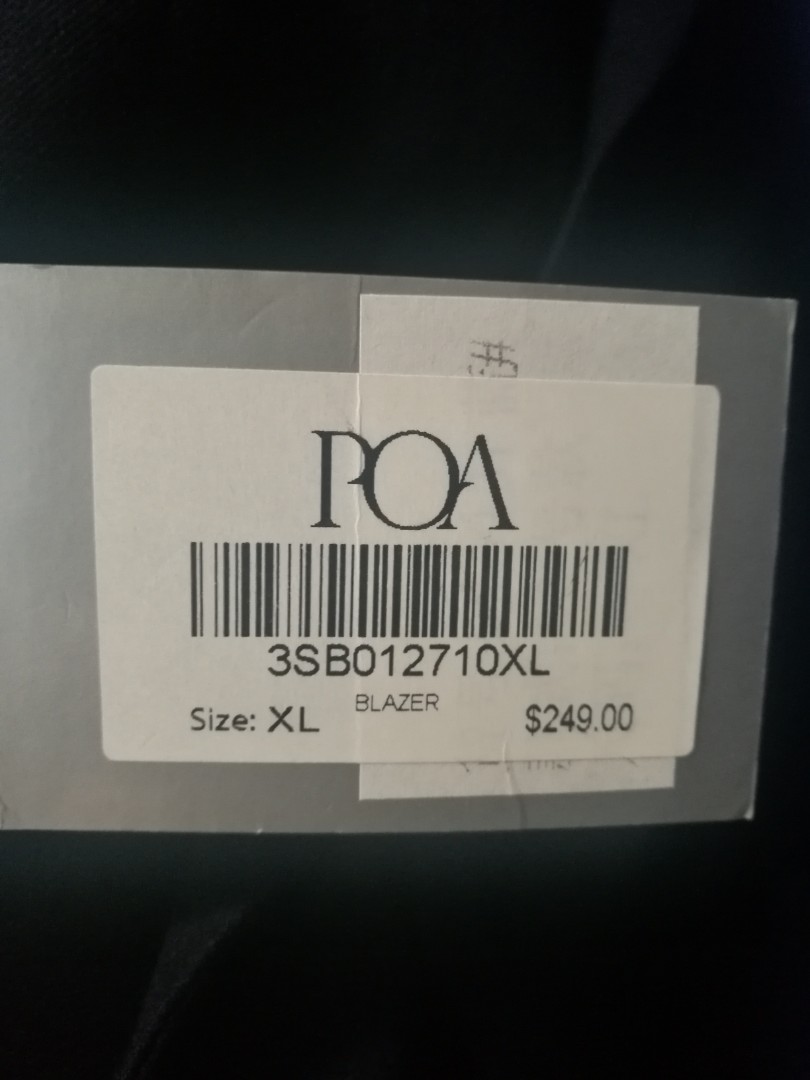 #
POA
3SB012710XL
BLAZER
Size: XL $249.00